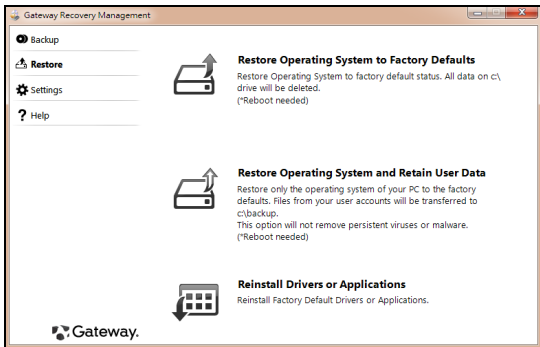 Gateway Recovery Management
Backup
Restore
Settings
? Help
Restore Operating System to Factory Defaults
Restore Operating System to factory default status. All data on c:\
drive will be deleted.
(*Reboot needed)
Restore Operating System and Retain User Data
Restore only the operating system of your PC to the factory
defaults. Files from your user accounts will be transferred to
c:\backup.
This option will not remove persistent viruses or malware.
(*Reboot needed)
Reinstall Drivers or Applications
Reinstall Factory Default Drivers or Applications.
Gateway.